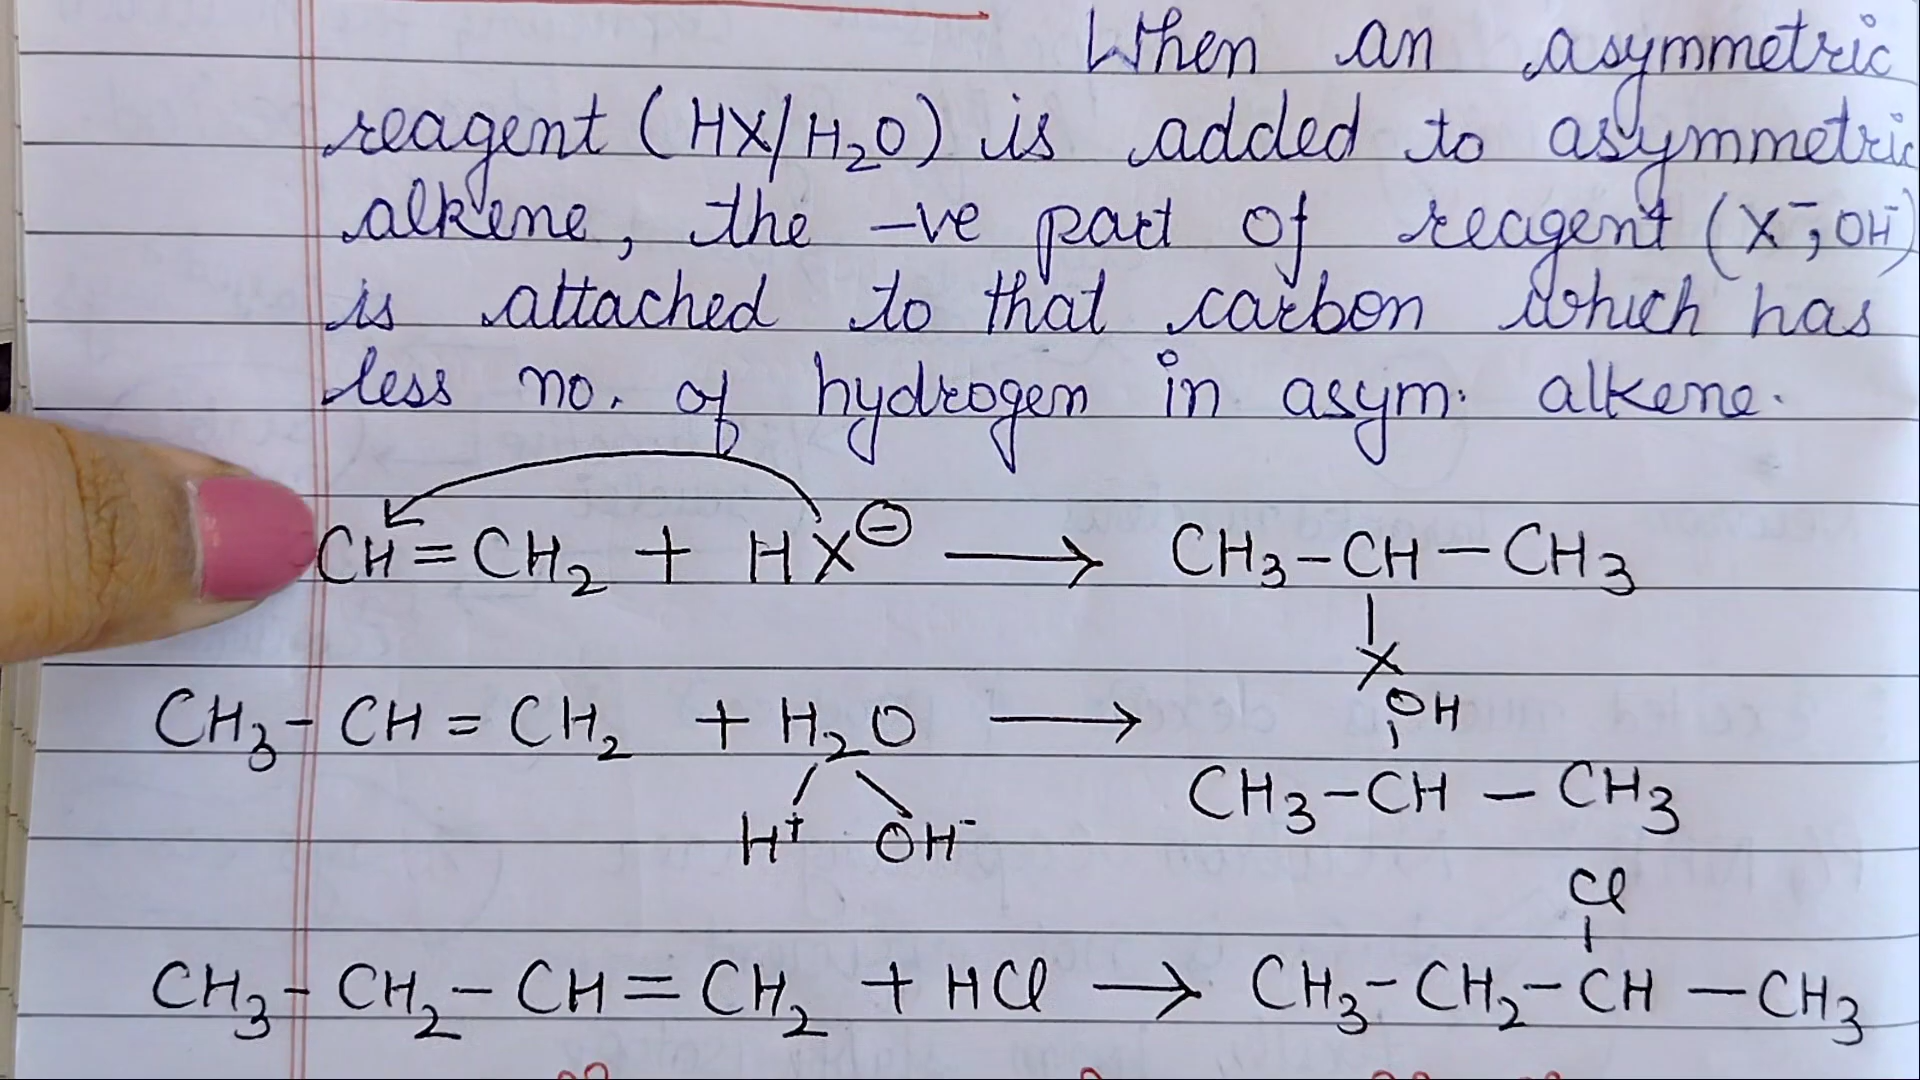 When an asymmetric
reagent (HX/H₂O) is added to asymmetric
alkene, the -ve part of reagent (X⁻, OH⁻)
is attached to that carbon which has
less no. of hydrogen in asym. alkene.
CH = CH₂ + HX⊖ ⟶ CH₃ – CH – CH₃
X
CH₃ – CH = CH₂ + H₂O ⟶
OH
CH₃ – CH – CH₃
H⁺ OH⁻
Cl
CH₃ – CH₂ – CH = CH₂ + HCl ⟶ CH₃ – CH₂ – CH – CH₃